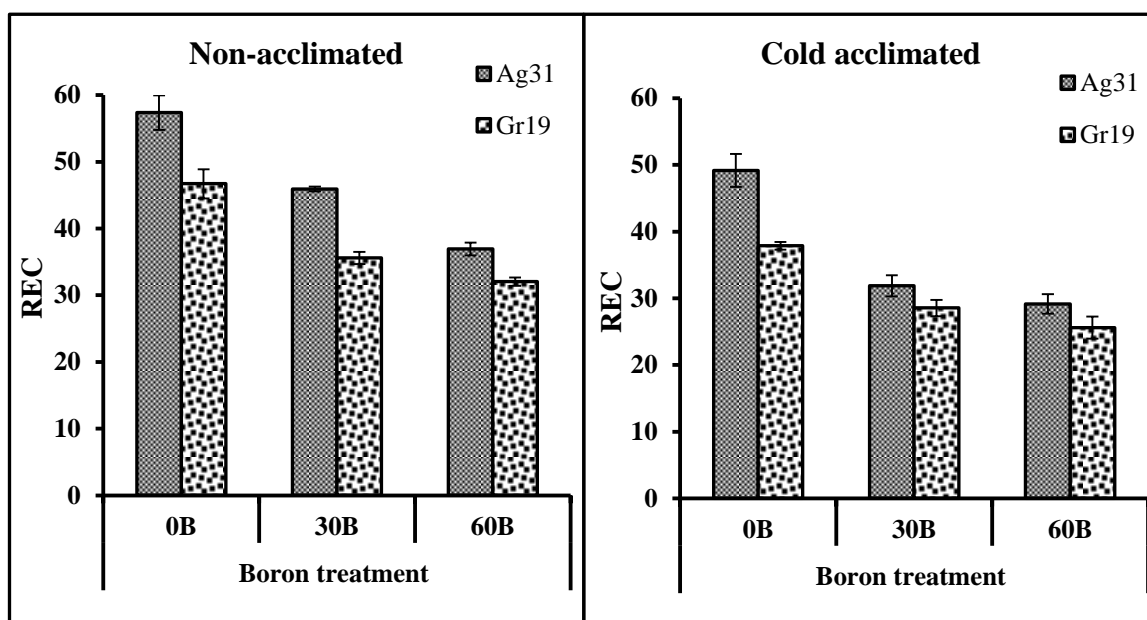 Non-acclimated
Ag31
Gr19
60
50
40
30
20
10
0
REC
0B 30B 60B
Boron treatment
Cold acclimated
Ag31
Gr19
60
50
40
30
20
10
0
REC
0B 30B 60B
Boron treatment